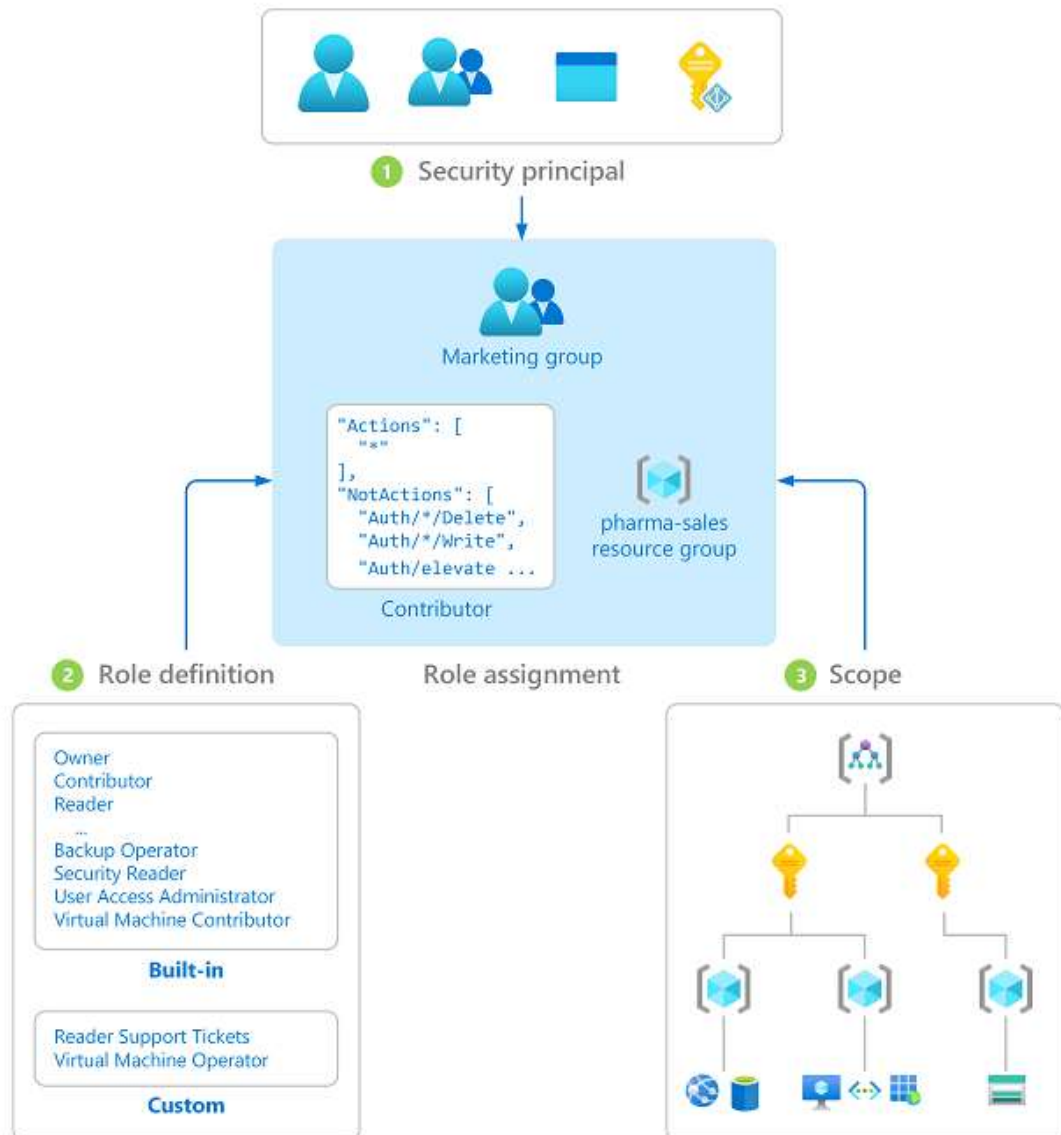 1 Security principal
Marketing group
"Actions": [
"*"
],
"NotActions": [
"Auth/*/Delete",
"Auth/*/Write",
"Auth/elevate ...
Contributor
pharma-sales
resource group
2 Role definition
Role assignment
3 Scope
Owner
Contributor
Reader
...
Backup Operator
Security Reader
User Access Administrator
Virtual Machine Contributor
Built-in
Reader Support Tickets
Virtual Machine Operator
Custom